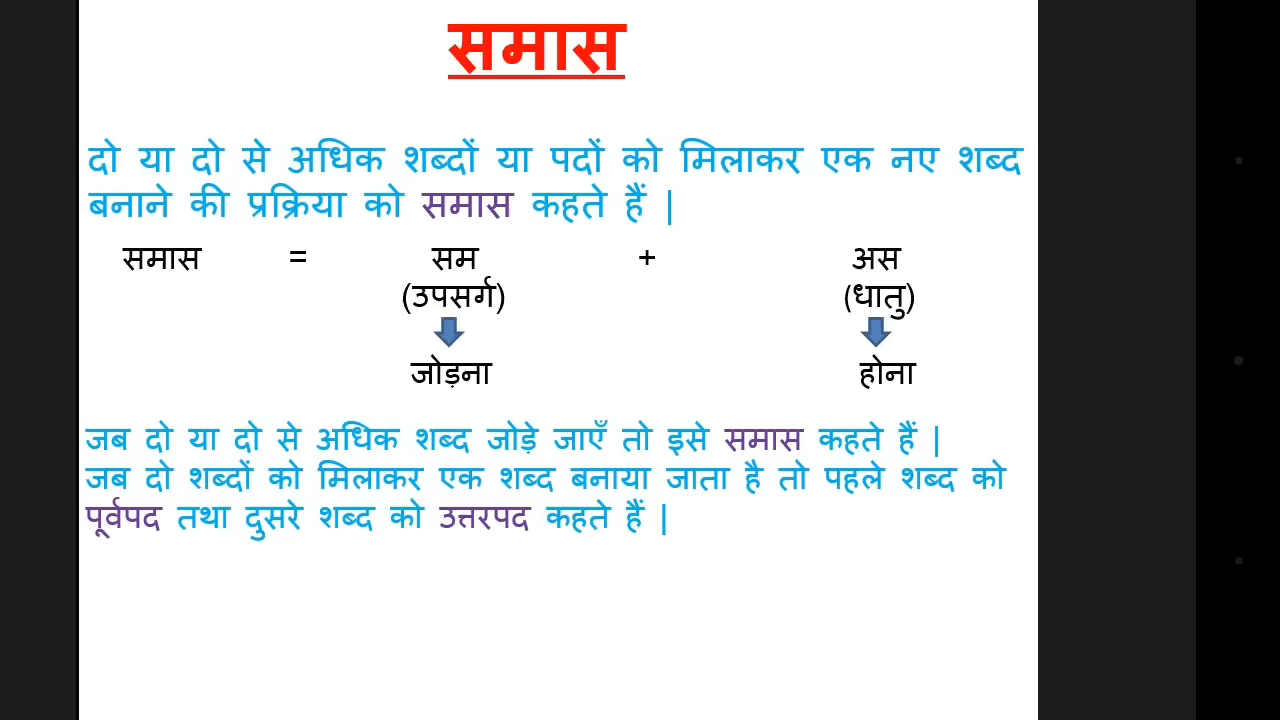 समास
दो या दो से अधिक शब्दों या पदों को मिलाकर एक नए शब्द
बनाने की प्रक्रिया को समास कहते हैं |
समास = सम + अस
(उपसर्ग) (धातु)
जोड़ना होना
जब दो या दो से अधिक शब्द जोड़े जाएँ तो इसे समास कहते हैं |
जब दो शब्दों को मिलाकर एक शब्द बनाया जाता है तो पहले शब्द को
पूर्वपद तथा दुसरे शब्द को उत्तरपद कहते हैं |